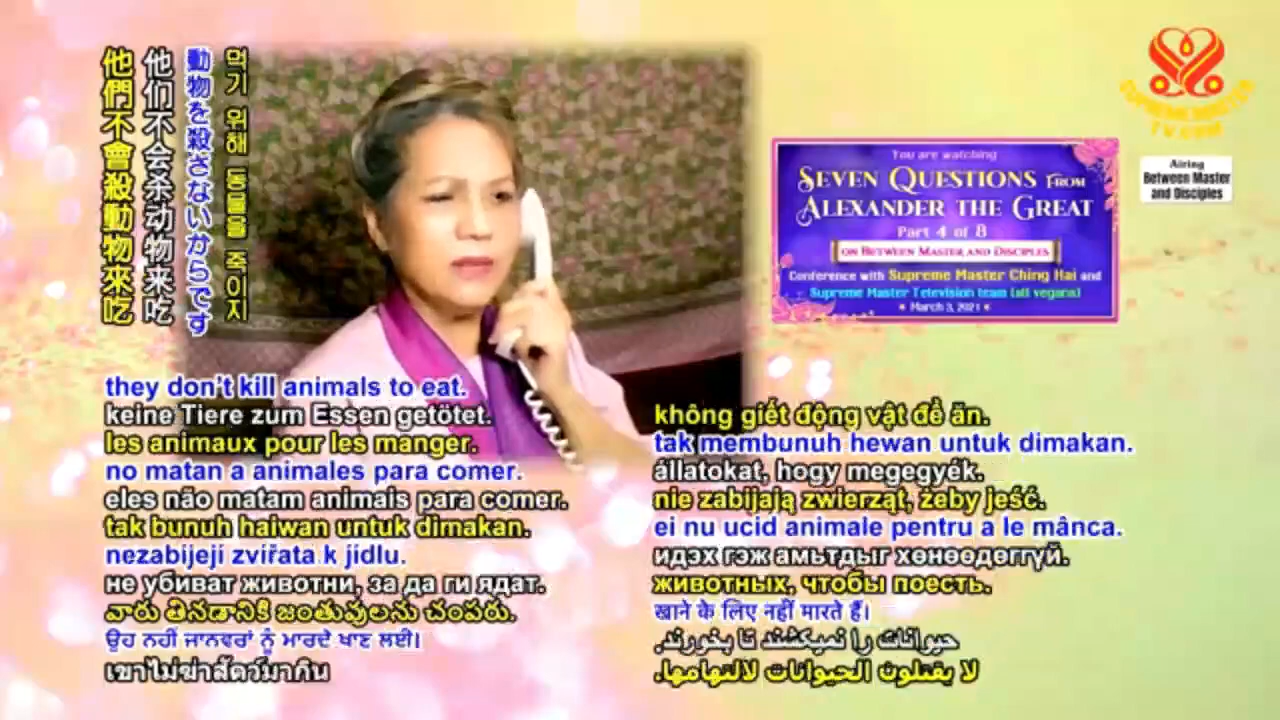 他們不會殺動物來吃
他们不会杀动物来吃
動物を殺さないからです
먹기 위해 동물을 죽이지
SUPREMEMASTER
TV.COM
Airing
Between Master
and Disciples
You are watching
SEVEN QUESTIONS FROM
ALEXANDER THE GREAT
Part 4 of 8
ON BETWEEN MASTER AND DISCIPLES
Conference with Supreme Master Ching Hai and
Supreme Master Television team (all vegans)
* March 3, 2021 *
they don't kill animals to eat.
keine Tiere zum Essen getötet.
les animaux pour les manger.
no matan a animales para comer.
eles não matam animais para comer.
tak bunuh haiwan untuk dimakan.
nezabijeji zvířata k jídlu.
не убиват животни, за да ги ядат.
వారు తినడానికి జంతువులను చంపరు.
ਉਹ ਨਹੀਂ ਜਾਨਵਰਾਂ ਨੂੰ ਮਾਰਦੇ ਖਾਣ ਲਈ।
เขาไม่ฆ่าสัตว์มากิน
không giết động vật để ăn.
tak membunuh hewan untuk dimakan.
állatokat, hogy megegyék.
nie zabijają zwierząt, żeby jeść.
ei nu ucid animale pentru a le mânca.
идэх гэж амьтдыг хөнөөдөггүй.
животных, чтобы поесть.
खाने के लिए नहीं मारते हैं।
حیوانات را نمیکشند تا بخورند.
لا يقتلون الحيوانات لالتهامها.